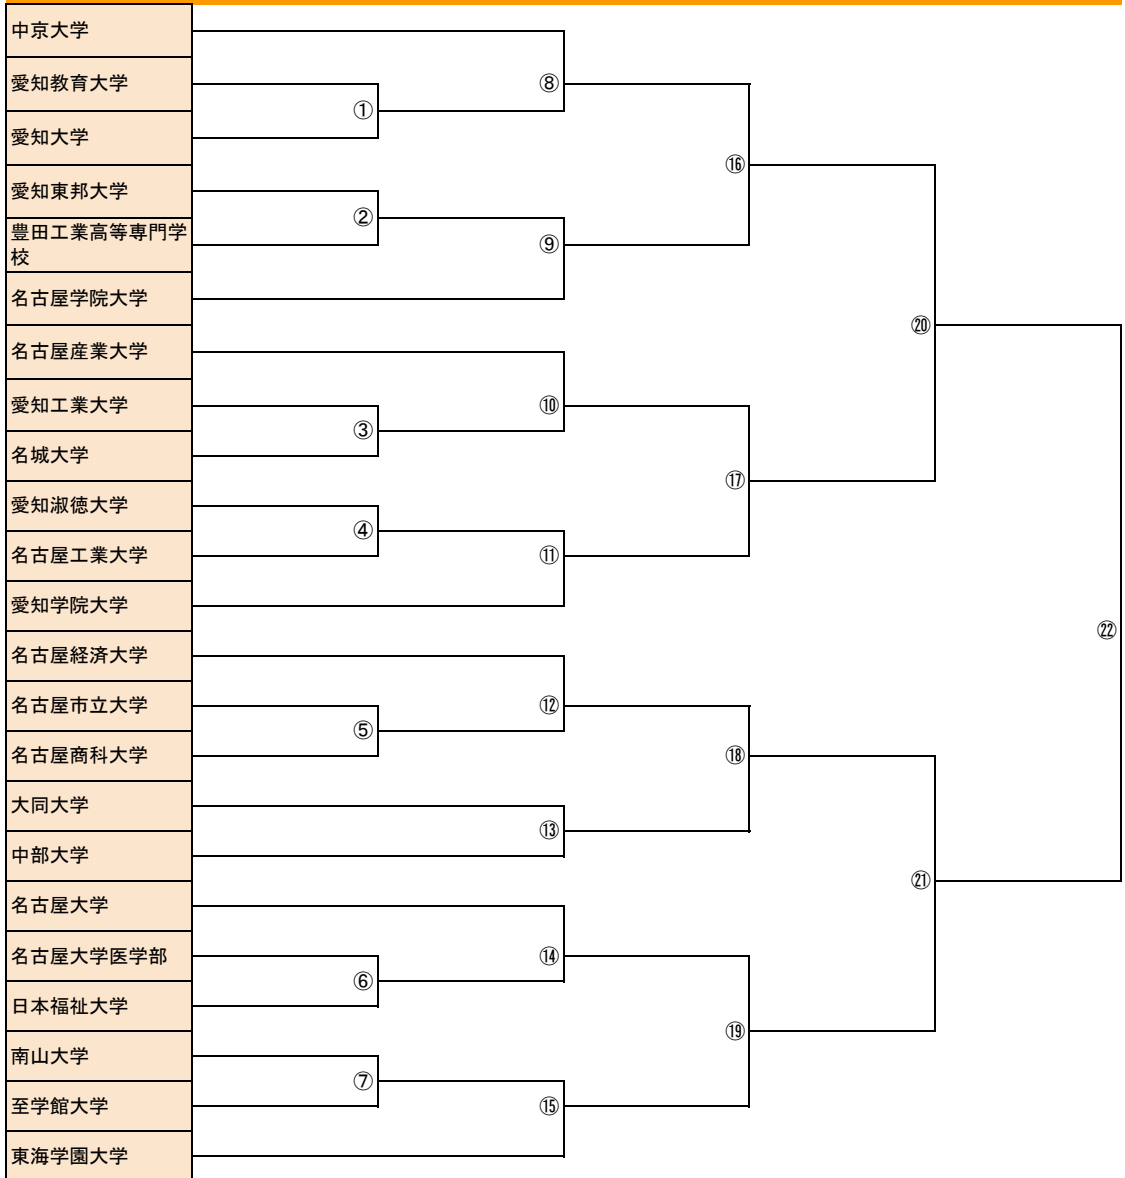 中京大学
⑧
愛知教育大学
①
愛知大学
⑯
愛知東邦大学
②
豊田工業高等専門学
校
⑨
名古屋学院大学
⑳
名古屋産業大学
愛知工業大学
⑩
③
名城大学
⑰
愛知淑徳大学
④
名古屋工業大学
⑪
愛知学院大学
㉒
名古屋経済大学
名古屋市立大学
⑫
⑤
名古屋商科大学
⑱
大同大学
⑬
中部大学
㉑
名古屋大学
名古屋大学医学部
⑭
⑥
日本福祉大学
⑲
南山大学
⑦
至学館大学
⑮
東海学園大学